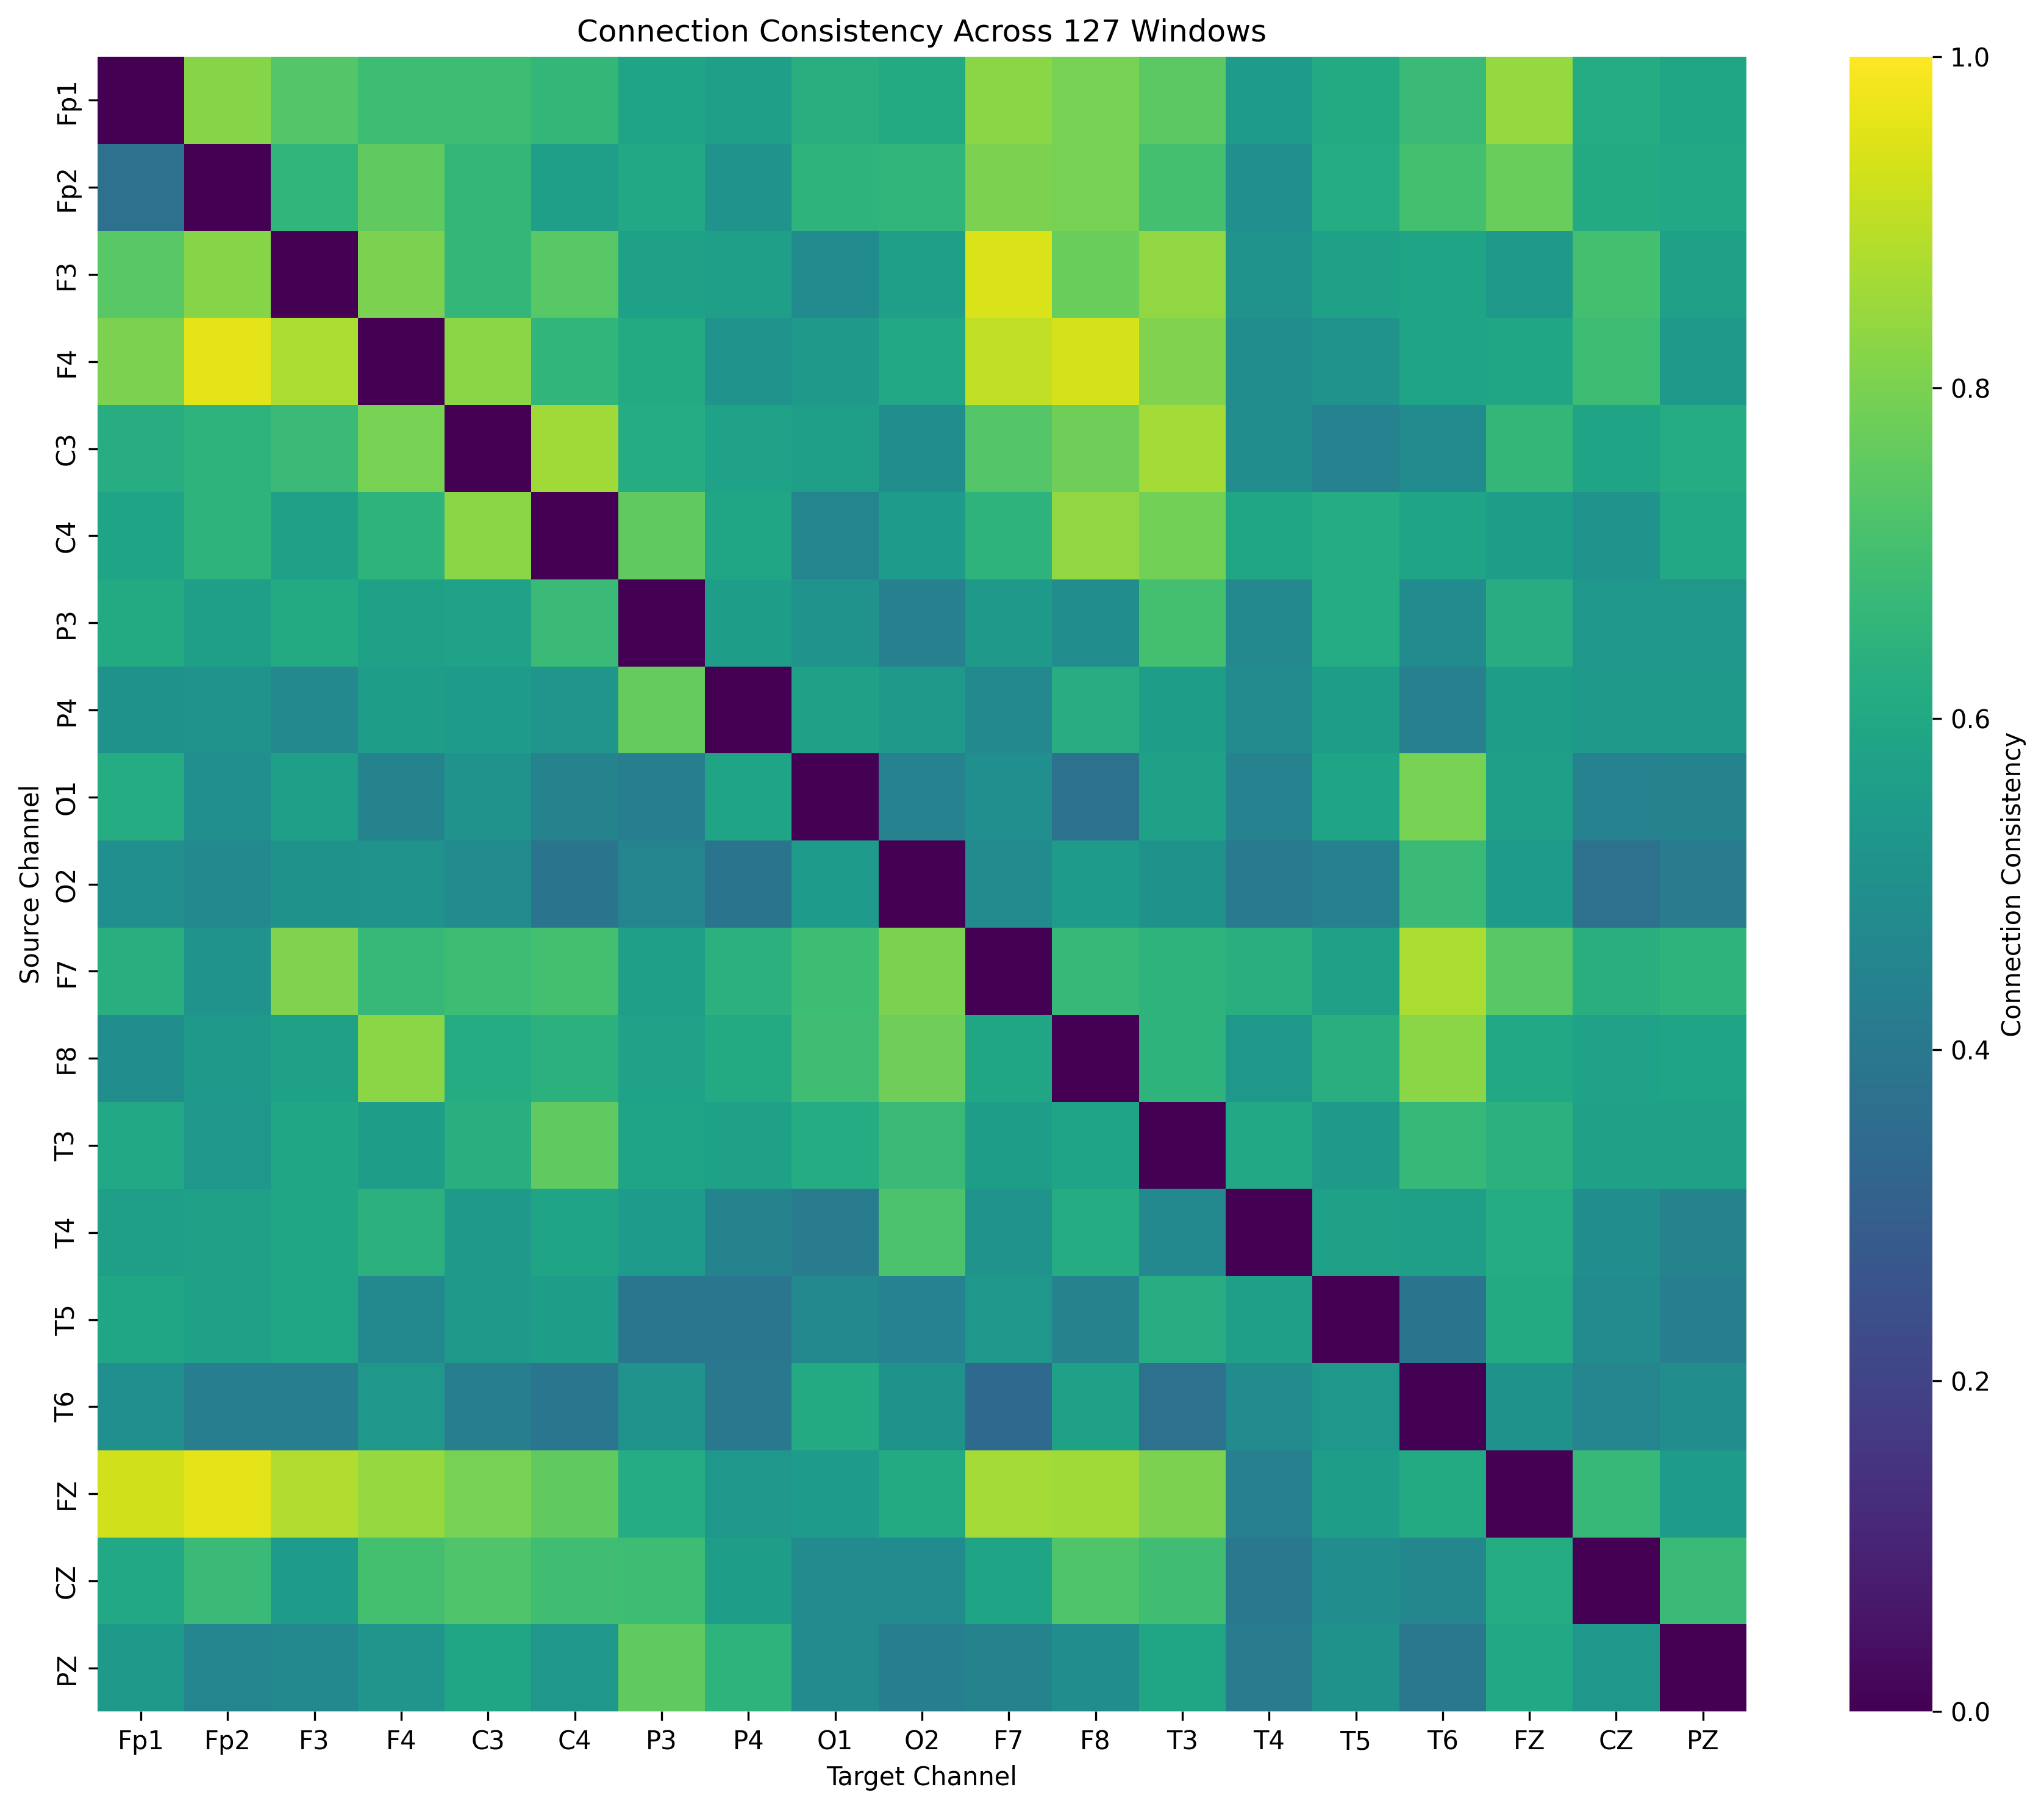 Connection Consistency Across 127 Windows
Source Channel
Fp1
Fp2
F3
F4
C3
C4
P3
P4
O1
O2
F7
F8
T3
T4
T5
T6
FZ
CZ
PZ
Fp1 Fp2 F3 F4 C3 C4 P3 P4 O1 O2 F7 F8 T3 T4 T5 T6 FZ CZ PZ
Target Channel
1.0
0.8
0.6
0.4
0.2
0.0
Connection Consistency